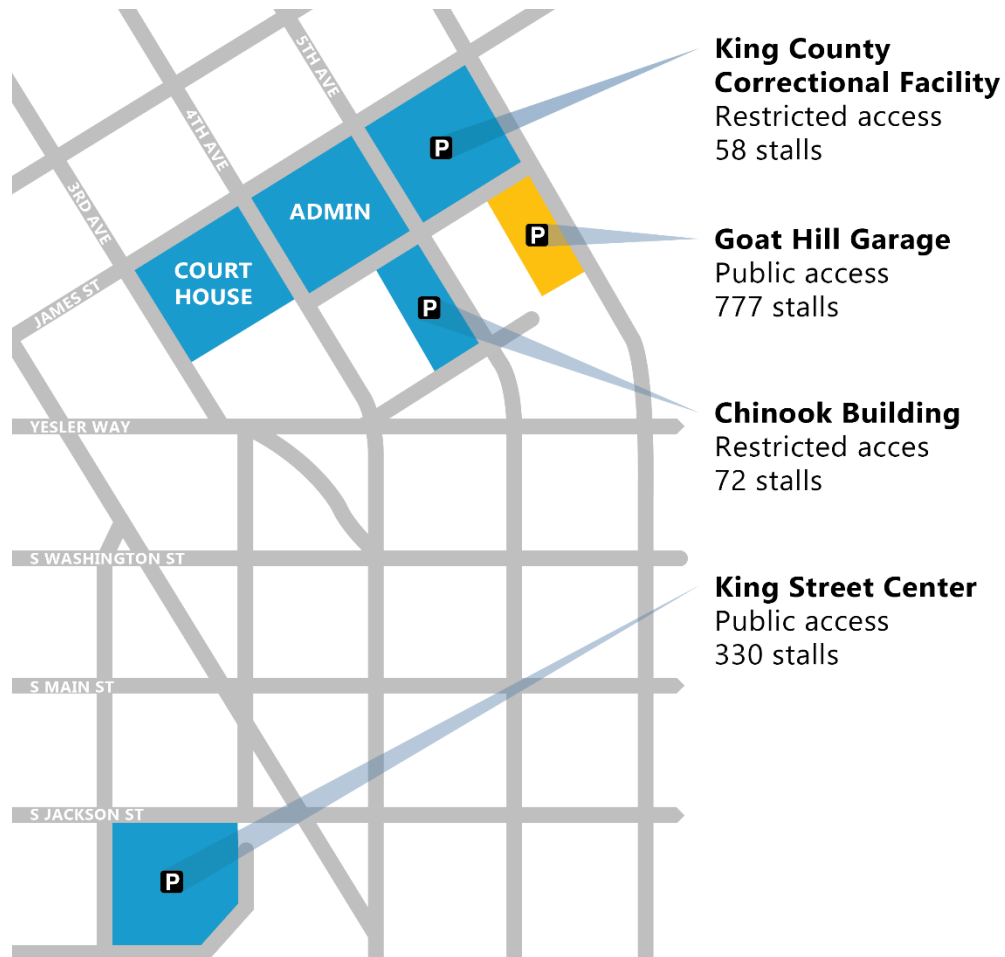 5TH AVE
4TH AVE
3RD AVE
JAMES ST
ADMIN
COURT
HOUSE
P
P
P
P
YESLER WAY
S WASHINGTON ST
S MAIN ST
S JACKSON ST
King County
Correctional Facility
Restricted access
58 stalls
Goat Hill Garage
Public access
777 stalls
Chinook Building
Restricted acces
72 stalls
King Street Center
Public access
330 stalls